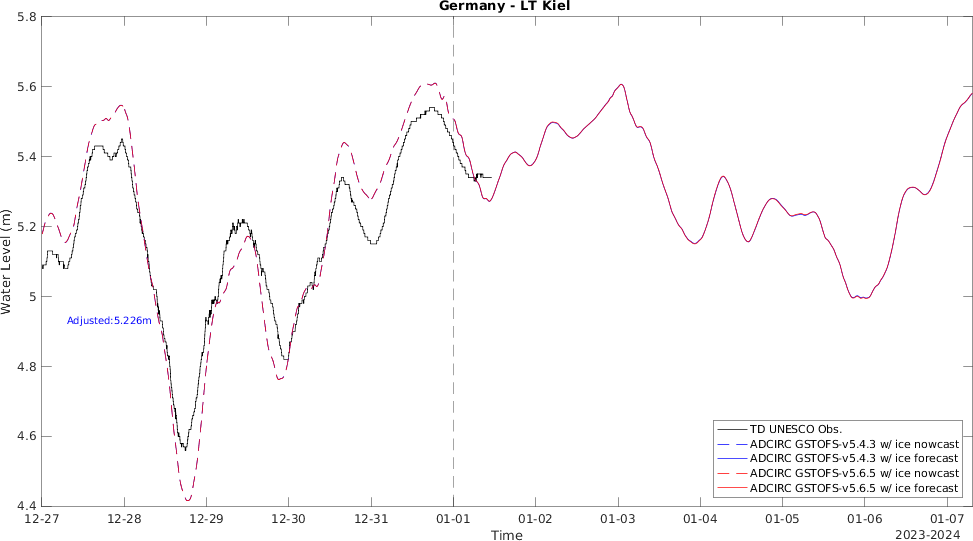 Germany - LT Kiel
5.8
5.6
5.4
5.2
5
4.8
4.6
4.4
Water Level (m)
Adjusted:5.226m
TD UNESCO Obs.
ADCIRC GSTOFS-v5.4.3 w/ ice nowcast
ADCIRC GSTOFS-v5.4.3 w/ ice forecast
ADCIRC GSTOFS-v5.6.5 w/ ice nowcast
ADCIRC GSTOFS-v5.6.5 w/ ice forecast
12-27 12-28 12-29 12-30 12-31 01-01 01-02 01-03 01-04 01-05 01-06 01-07
Time
2023-2024